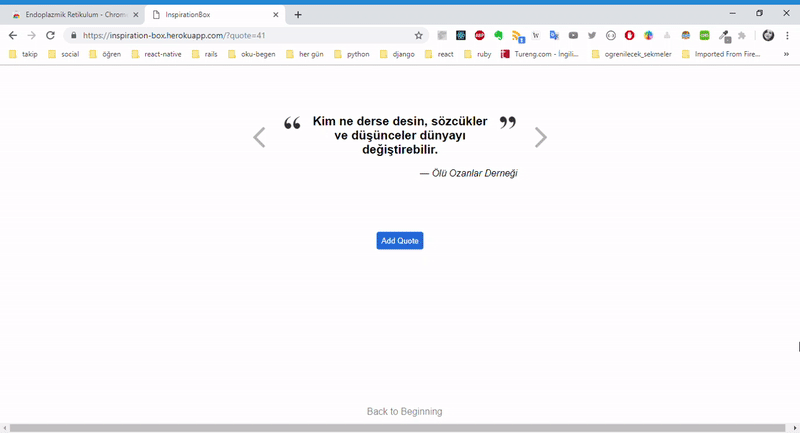 Endoplazmik Retikulum - Chrom
InspirationBox
https://inspiration-box.herokuapp.com/?quote=41
takip
social
öğren
react-native
rails
oku-begen
her gün
python
django
react
ruby
Tureng.com - İngili...
ogrenilecek_sekmeler
Imported From Fire...
“ Kim ne derse desin, sözcükler ”
ve düşünceler dünyayı
değiştirebilir.
— Ölü Ozanlar Derneği
Add Quote
Back to Beginning